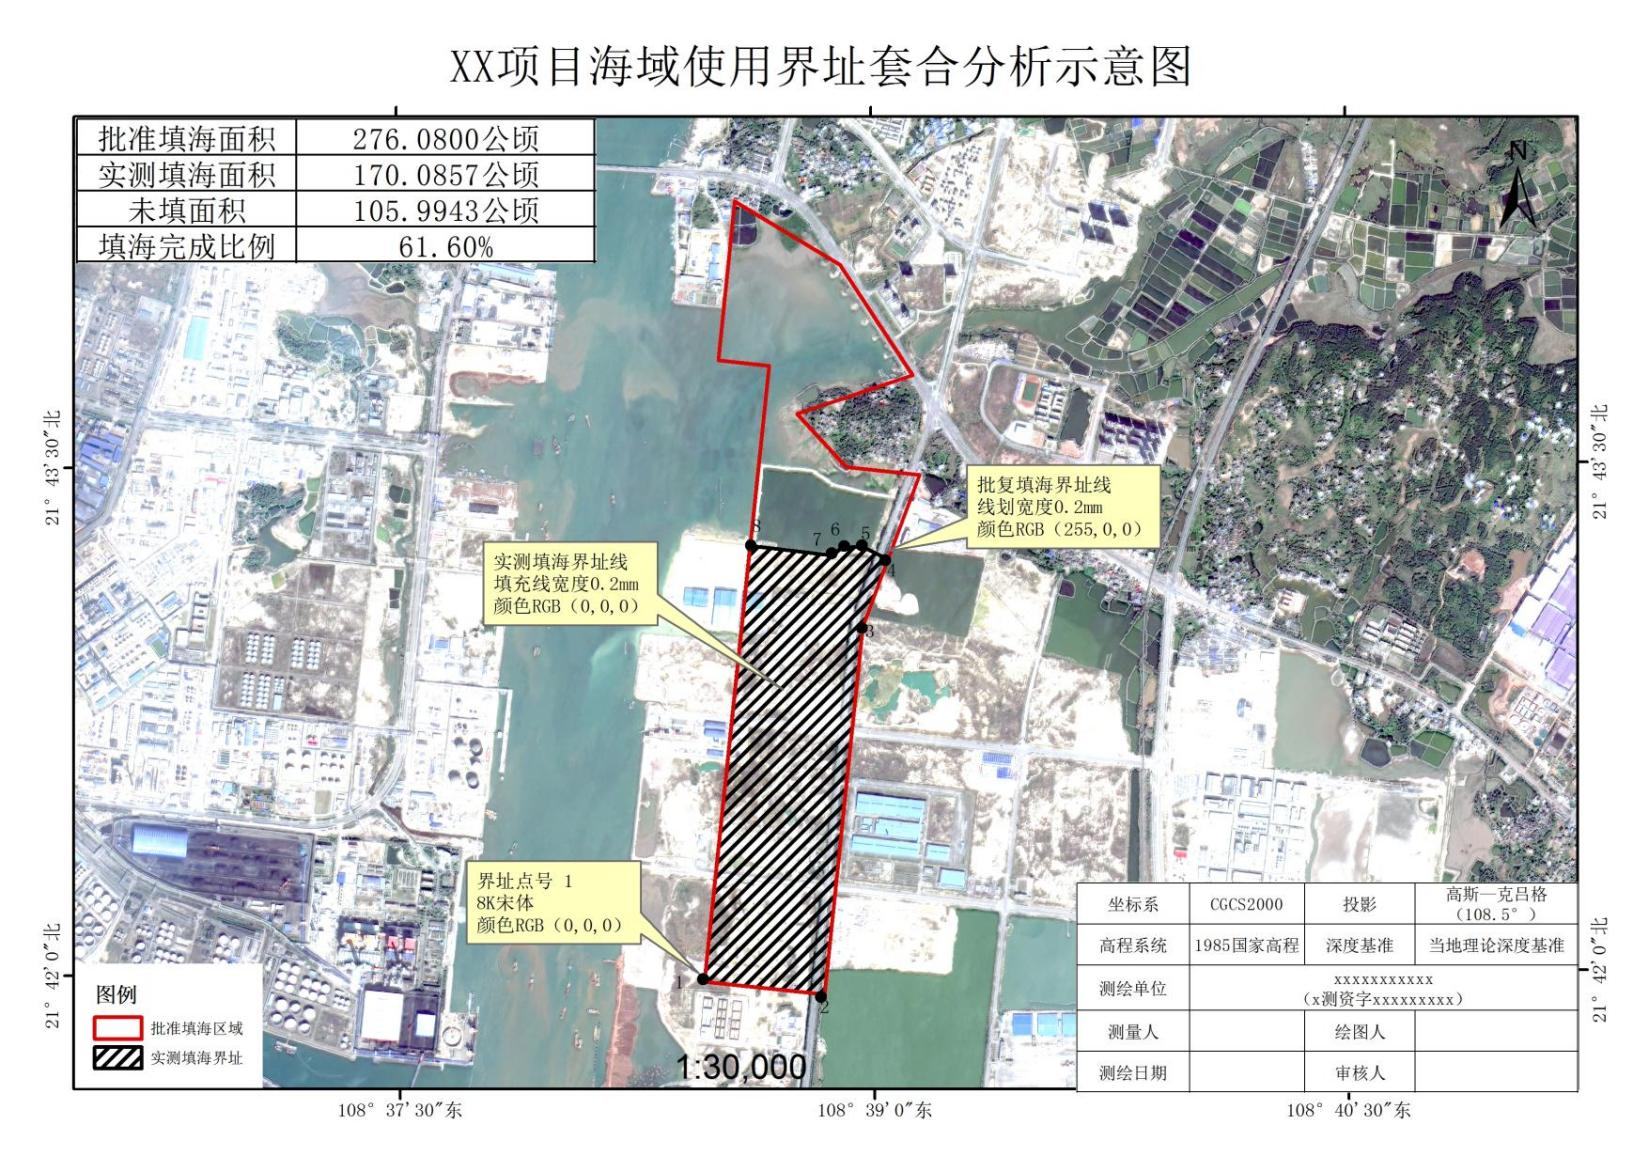 XX项目海域使用界址套合分析示意图
批准填海面积 276.0800公顷
实测填海面积 170.0857公顷
未填面积 105.9943公顷
填海完成比例 61.60%
N
21°43′30″北
21°43′30″北
批复填海界址线
线划宽度0.2mm
颜色RGB（255,0,0）
8
7
6
5
4
3
实测填海界址线
填充线宽度0.2mm
颜色RGB（0,0,0）
界址点号 1
8K宋体
颜色RGB（0,0,0）
1
2
21°42′0″北
21°42′0″北
图例
批准填海区域
实测填海界址
1:30,000
坐标系 CGCS2000 投影 高斯—克吕格
（108.5°）
高程系统 1985国家高程 深度基准 当地理论深度基准
测绘单位 xxxxxxxxxxx
（x测资字xxxxxxxxx）
测量人 绘图人
测绘日期 审核人
108°37′30″东
108°39′0″东
108°40′30″东